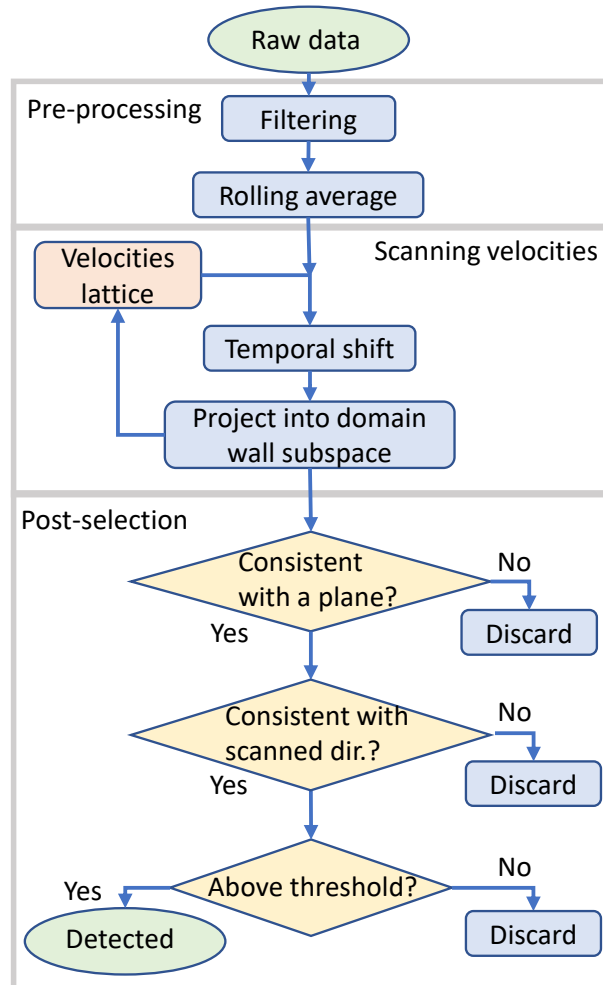 Raw data
Pre-processing
Filtering
Rolling average
Scanning velocities
Velocities
lattice
Temporal shift
Project into domain
wall subspace
Post-selection
Consistent
with a plane?
No
Discard
Yes
Consistent with
scanned dir.?
No
Discard
Yes
Above threshold?
No
Discard
Yes
Detected